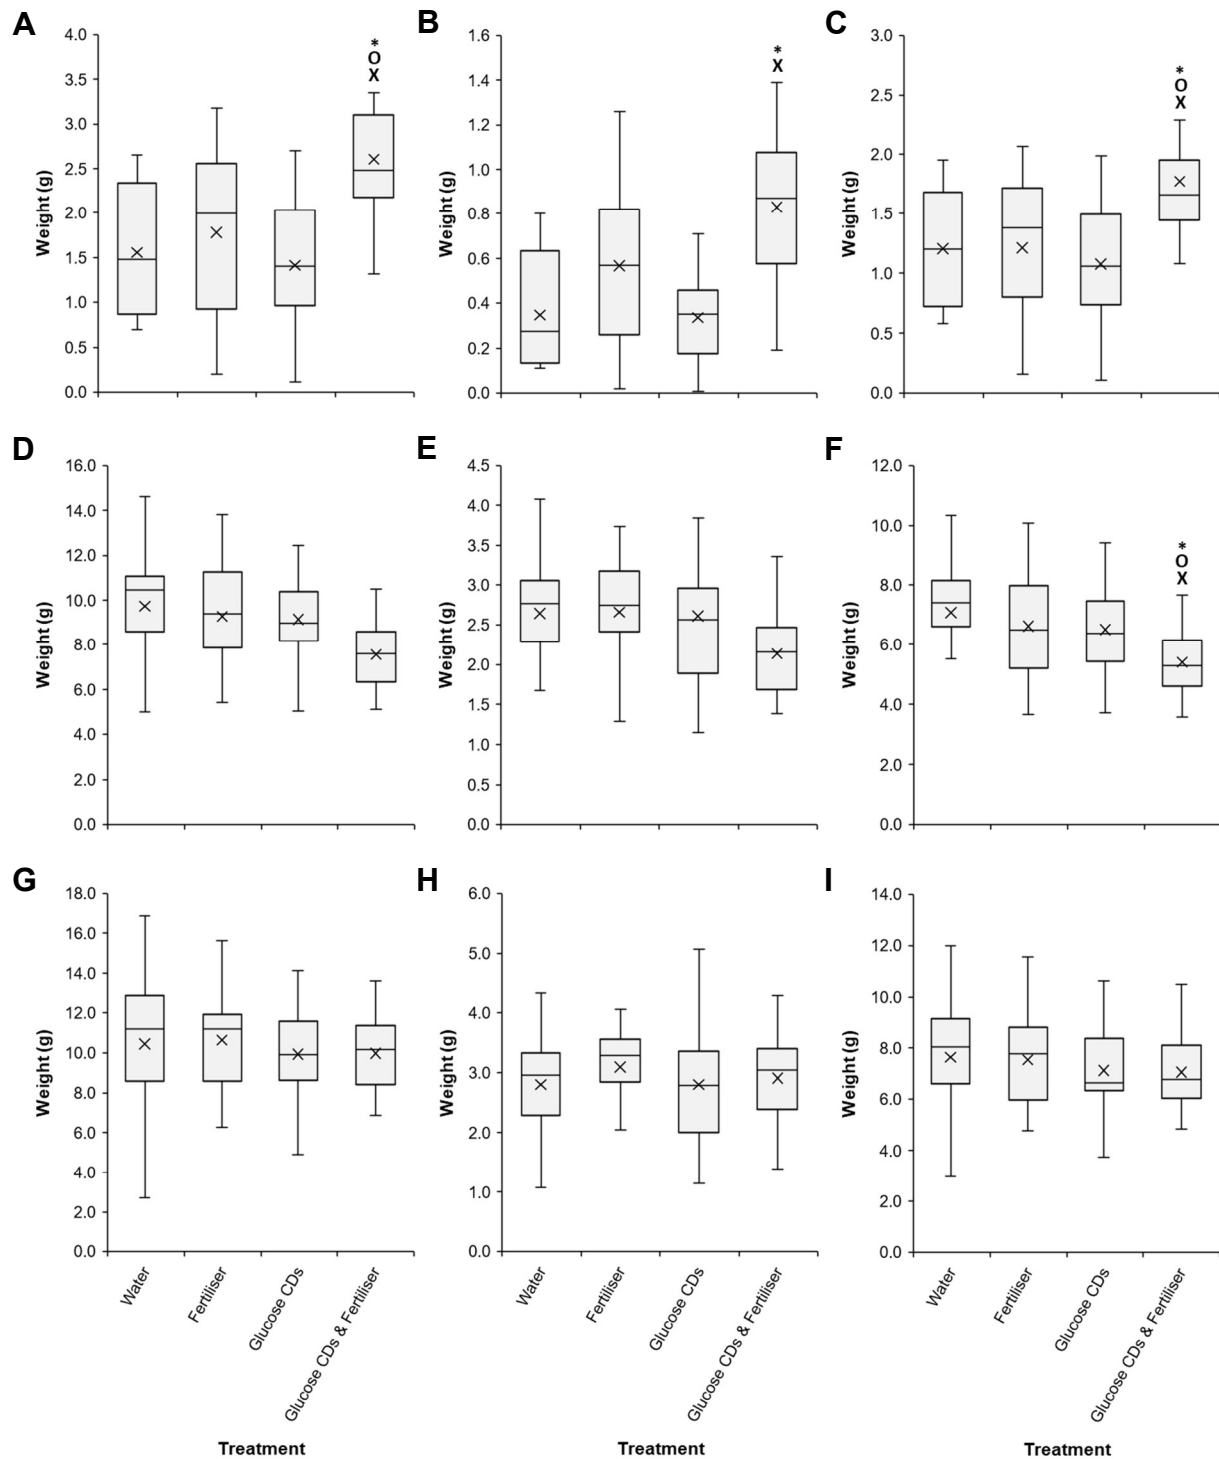 A
4.0
3.5
3.0
2.5
2.0
1.5
1.0
0.5
0.0
Weight (g)
*
O
X
B
1.6
1.4
1.2
1.0
0.8
0.6
0.4
0.2
0.0
Weight (g)
*
X
C
3.0
2.5
2.0
1.5
1.0
0.5
0.0
Weight (g)
*
O
X
D
16.0
14.0
12.0
10.0
8.0
6.0
4.0
2.0
0.0
Weight (g)
E
4.5
4.0
3.5
3.0
2.5
2.0
1.5
1.0
0.5
0.0
Weight (g)
F
12.0
10.0
8.0
6.0
4.0
2.0
0.0
Weight (g)
*
O
X
G
18.0
16.0
14.0
12.0
10.0
8.0
6.0
4.0
2.0
0.0
Weight (g)
Water
Fertiliser
Glucose CDs
Glucose CDs & Fertiliser
Treatment
H
6.0
5.0
4.0
3.0
2.0
1.0
0.0
Weight (g)
Water
Fertiliser
Glucose CDs
Glucose CDs & Fertiliser
Treatment
I
14.0
12.0
10.0
8.0
6.0
4.0
2.0
0.0
Weight (g)
Water
Fertiliser
Glucose CDs
Glucose CDs & Fertiliser
Treatment